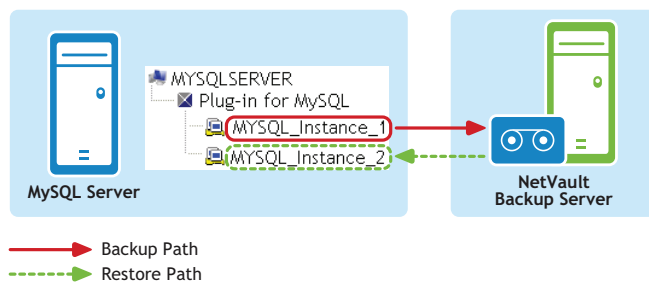 MYSQLSERVER
Plug-in for MySQL
MYSQL_Instance_1
MYSQL_Instance_2
MySQL Server
NetVault
Backup Server
Backup Path
Restore Path